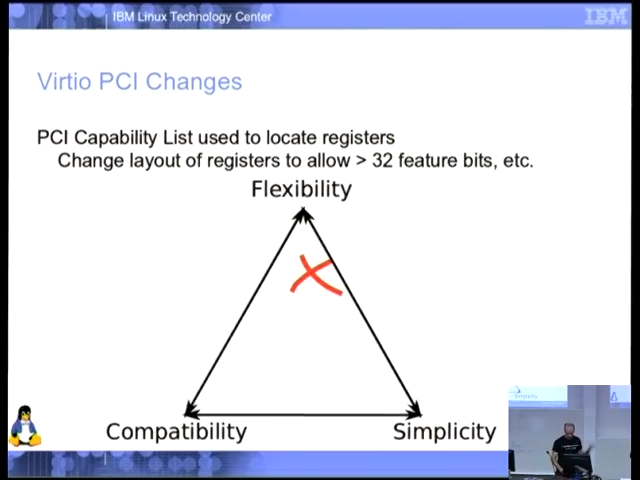 IBM Linux Technology Center
IBM
Virtio PCI Changes
PCI Capability List used to locate registers
Change layout of registers to allow > 32 feature bits, etc.
Flexibility
Compatibility
Simplicity
Simplicity